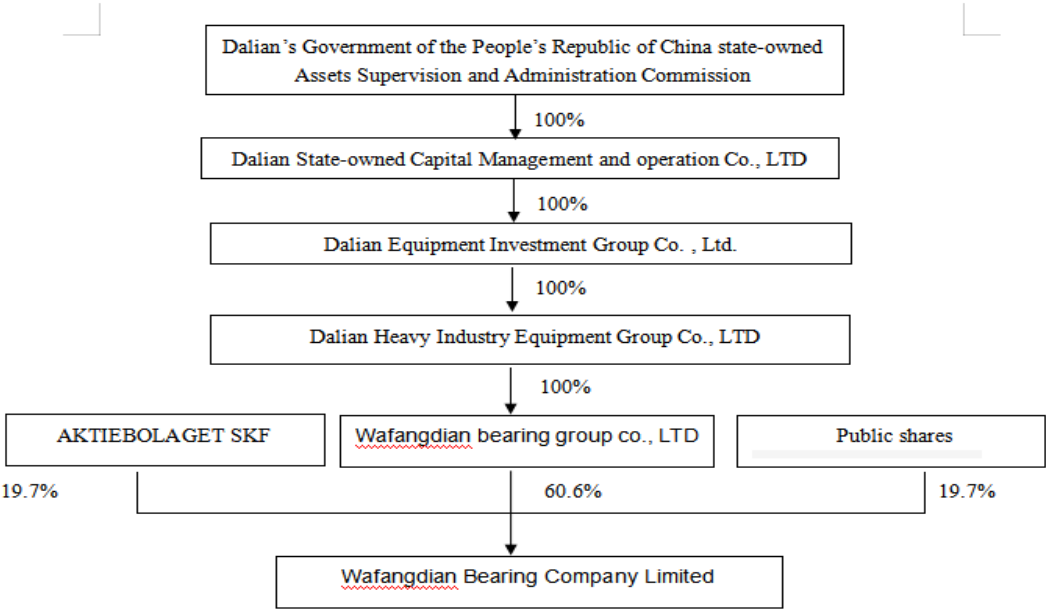 Dalian’s Government of the People’s Republic of China state-owned
Assets Supervision and Administration Commission
100%
Dalian State-owned Capital Management and operation Co., LTD
100%
Dalian Equipment Investment Group Co. , Ltd.
100%
Dalian Heavy Industry Equipment Group Co., LTD
100%
AKTIEBOLAGET SKF
Wafangdian bearing group co., LTD
Public shares
19.7%
60.6%
19.7%
Wafangdian Bearing Company Limited